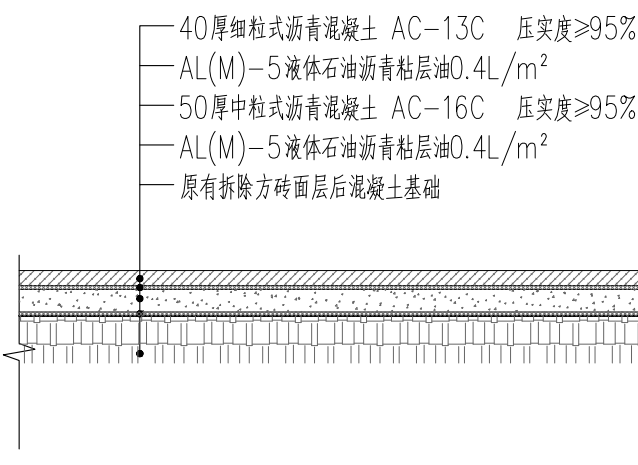 40厚细粒式沥青混凝土 AC-13C 压实度≥95%
AL(M)-5液体石油沥青粘层油0.4L/m²
50厚中粒式沥青混凝土 AC-16C 压实度≥95%
AL(M)-5液体石油沥青粘层油0.4L/m²
原有拆除方砖面层后混凝土基础